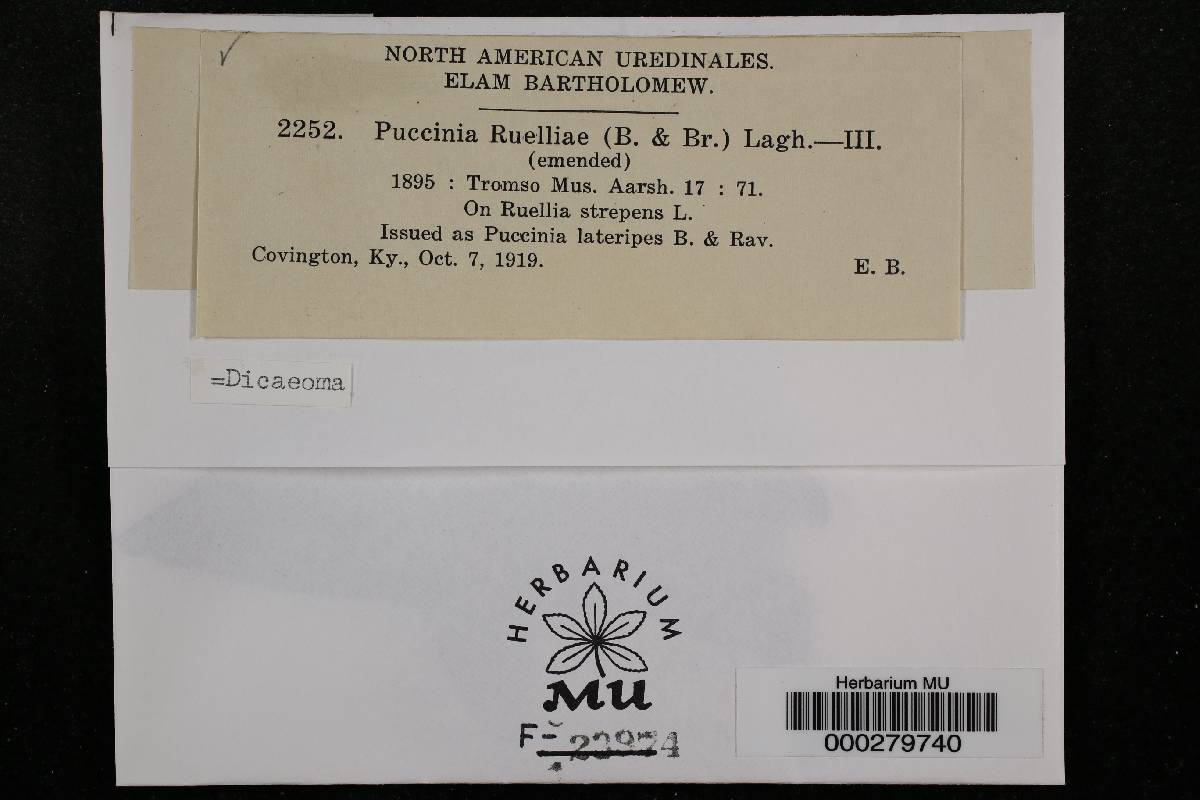 NORTH AMERICAN UREDINALES.
ELAM BARTHOLOMEW.
2252. Puccinia Ruelliae (B. & Br.) Lagh.—III.
(emended)
1895 : Tromso Mus. Aarsh. 17 : 71.
On Ruellia strepens L.
Issued as Puccinia lateripes B. & Rav.
Covington, Ky., Oct. 7, 1919. E. B.
=Dicaeoma
HERBARIUM
MU
F-
Herbarium MU
000279740